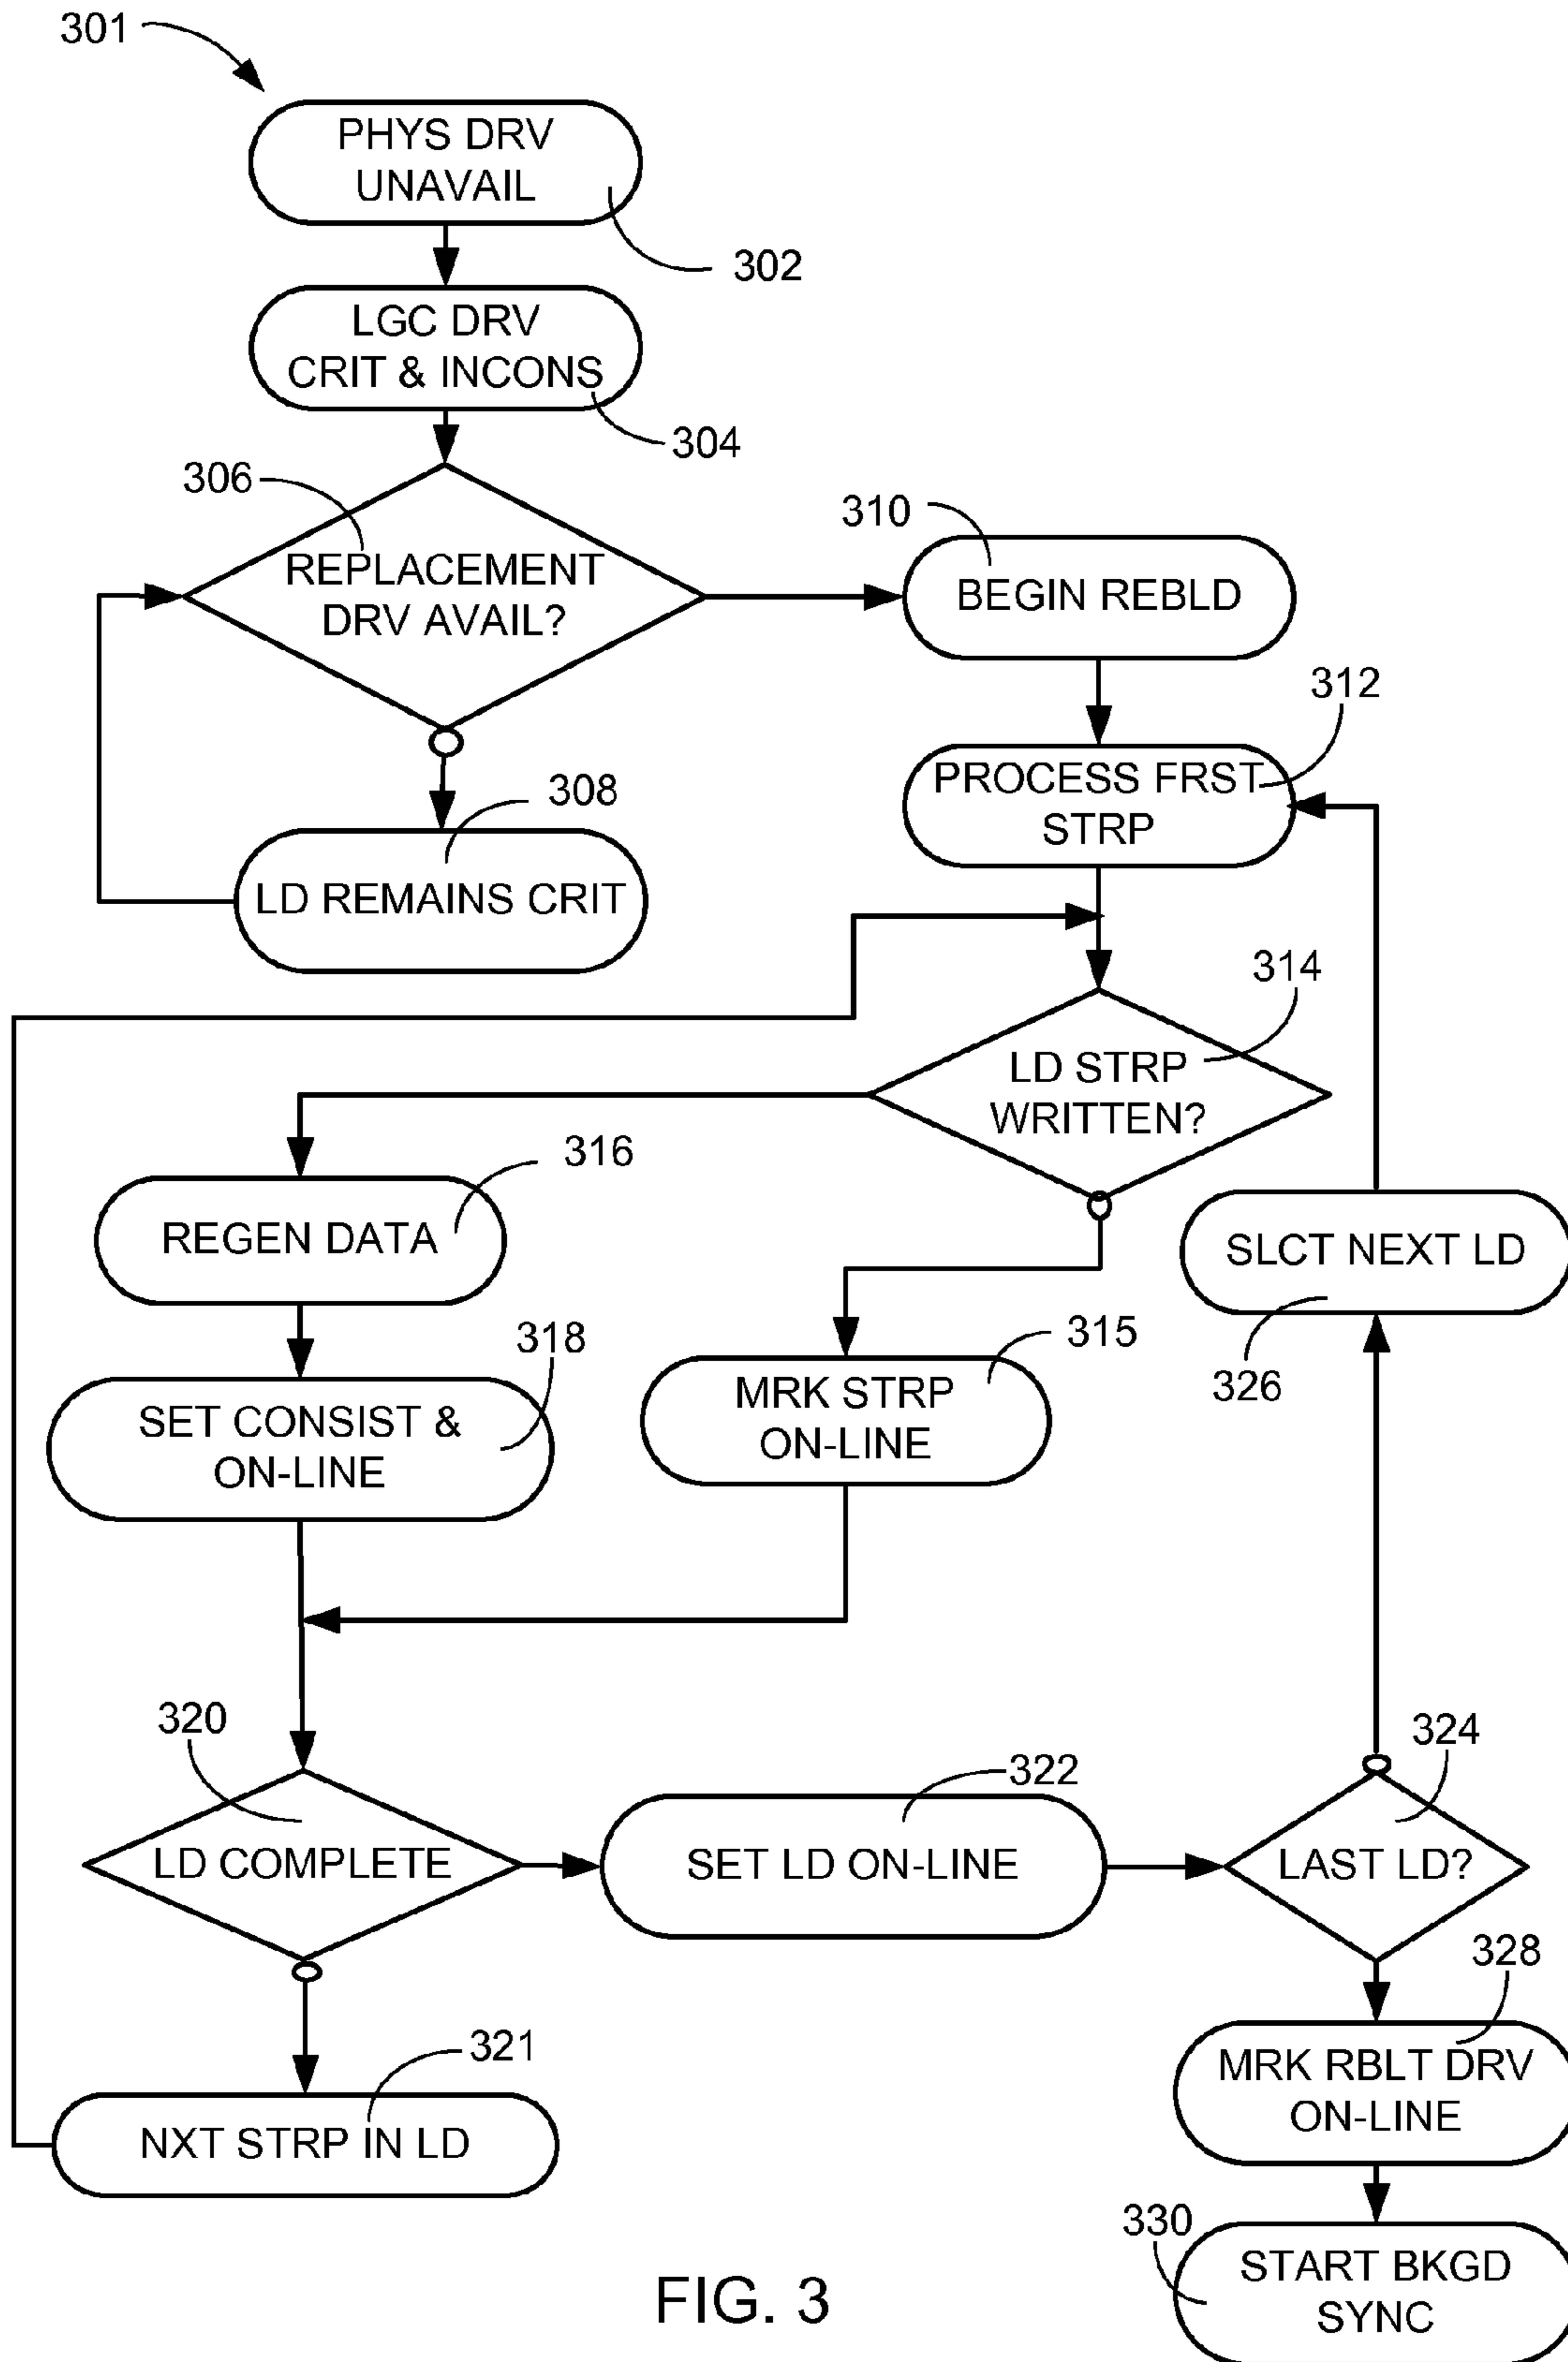 301
PHYS DRV
UNAVAIL
302
LGC DRV
CRIT & INCONS
304
306
REPLACEMENT
DRV AVAIL?
308
LD REMAINS CRIT
310
BEGIN REBLD
312
PROCESS FRST
STRP
314
LD STRP
WRITTEN?
316
REGEN DATA
318
SET CONSIST &
ON-LINE
315
MRK STRP
ON-LINE
SLCT NEXT LD
326
320
LD COMPLETE
322
SET LD ON-LINE
324
LAST LD?
321
NXT STRP IN LD
328
MRK RBLT DRV
ON-LINE
330
START BKGD
SYNC
FIG. 3